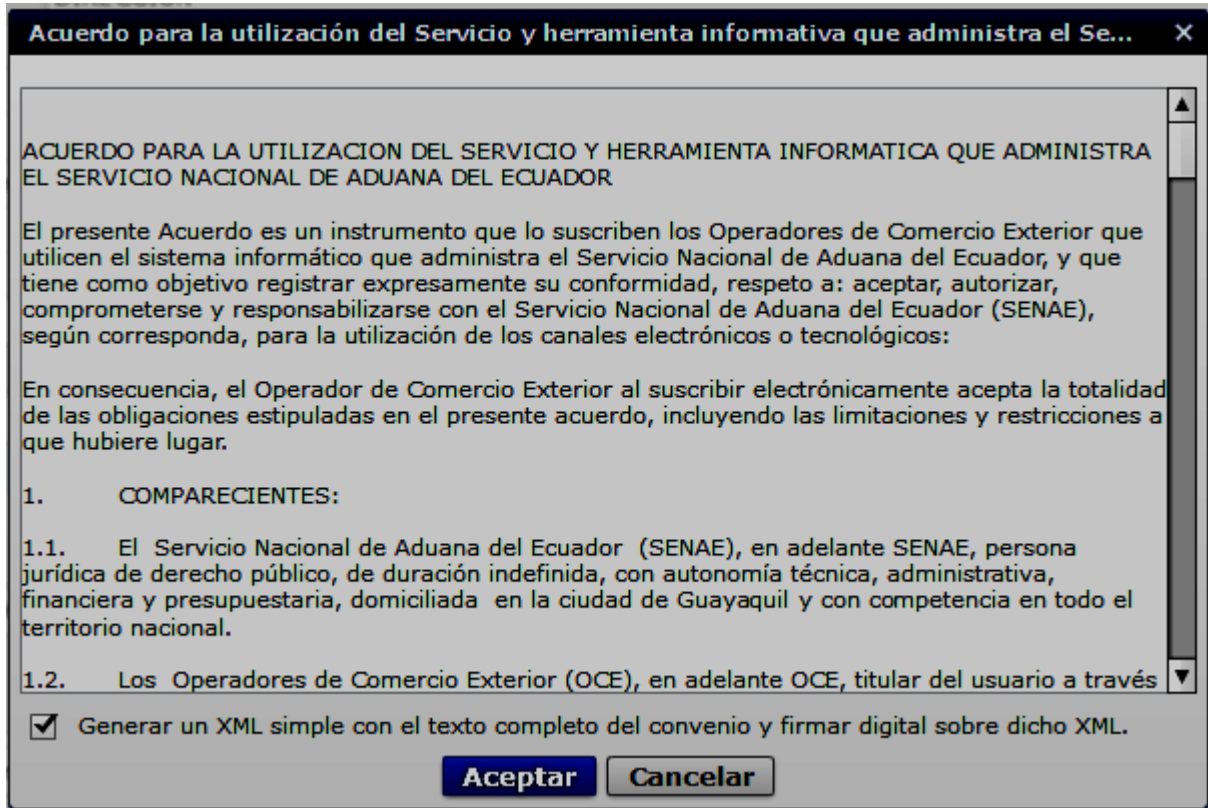 Acuerdo para la utilización del Servicio y herramienta informativa que administra el Se...
ACUERDO PARA LA UTILIZACION DEL SERVICIO Y HERRAMIENTA INFORMATICA QUE ADMINISTRA
EL SERVICIO NACIONAL DE ADUANA DEL ECUADOR
El presente Acuerdo es un instrumento que lo suscriben los Operadores de Comercio Exterior que
utilicen el sistema informático que administra el Servicio Nacional de Aduana del Ecuador, y que
tiene como objetivo registrar expresamente su conformidad, respeto a: aceptar, autorizar,
comprometerse y responsabilizarse con el Servicio Nacional de Aduana del Ecuador (SENAE),
según corresponda, para la utilización de los canales electrónicos o tecnológicos:
En consecuencia, el Operador de Comercio Exterior al suscribir electrónicamente acepta la totalidad
de las obligaciones estipuladas en el presente acuerdo, incluyendo las limitaciones y restricciones a
que hubiere lugar.
1. COMPARECIENTES:
1.1. El Servicio Nacional de Aduana del Ecuador (SENAE), en adelante SENAE, persona
jurídica de derecho público, de duración indefinida, con autonomía técnica, administrativa,
financiera y presupuestaria, domiciliada en la ciudad de Guayaquil y con competencia en todo el
territorio nacional.
1.2. Los Operadores de Comercio Exterior (OCE), en adelante OCE, titular del usuario a través
Generar un XML simple con el texto completo del convenio y firmar digital sobre dicho XML.
Aceptar Cancelar